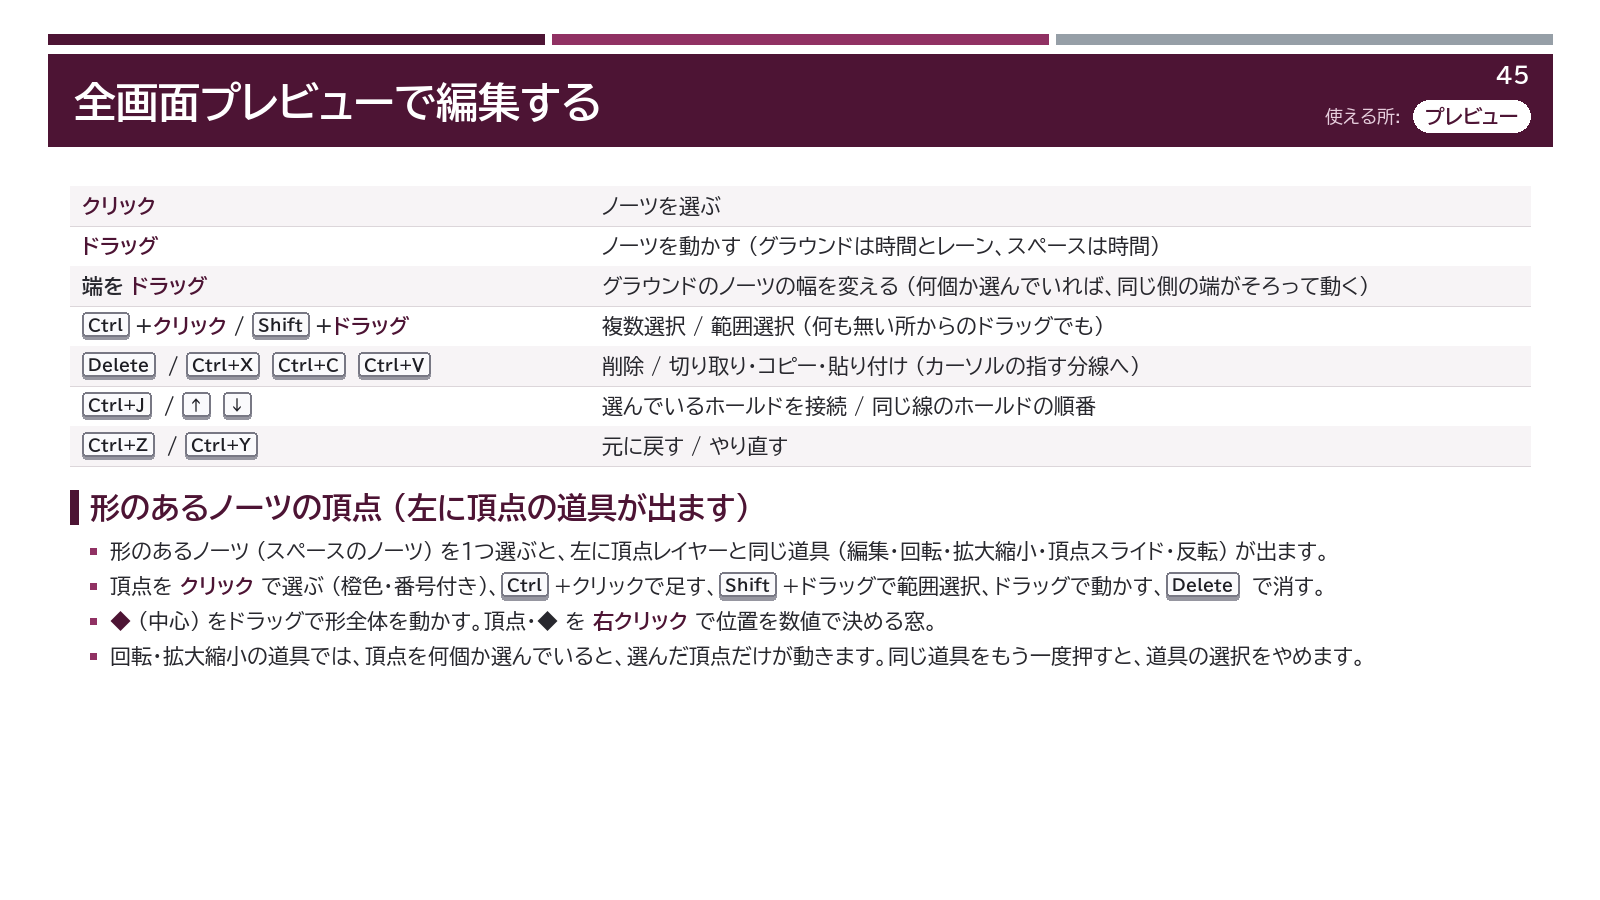 45
全画面プレビューで編集する
使える所: プレビュー
クリック ノーツを選ぶ
ドラッグ ノーツを動かす（グラウンドは時間とレーン、スペースは時間）
端を ドラッグ グラウンドのノーツの幅を変える（何個か選んでいれば、同じ側の端がそろって動く）
Ctrl +クリック / Shift +ドラッグ 複数選択 / 範囲選択（何も無い所からのドラッグでも）
Delete / Ctrl+X Ctrl+C Ctrl+V 削除 / 切り取り・コピー・貼り付け（カーソルの指す分線へ）
Ctrl+J / ↑ ↓ 選んでいるホールドを接続 / 同じ線のホールドの順番
Ctrl+Z / Ctrl+Y 元に戻す / やり直す
形のあるノーツの頂点（左に頂点の道具が出ます）
▪ 形のあるノーツ（スペースのノーツ）を1つ選ぶと、左に頂点レイヤーと同じ道具（編集・回転・拡大縮小・頂点スライド・反転）が出ます。
▪ 頂点を クリック で選ぶ（橙色・番号付き）、Ctrl +クリックで足す、Shift +ドラッグで範囲選択、ドラッグで動かす、Delete で消す。
▪ ◆（中心）をドラッグで形全体を動かす。頂点・◆ を 右クリック で位置を数値で決める窓。
▪ 回転・拡大縮小の道具では、頂点を何個か選んでいると、選んだ頂点だけが動きます。同じ道具をもう一度押すと、道具の選択をやめます。